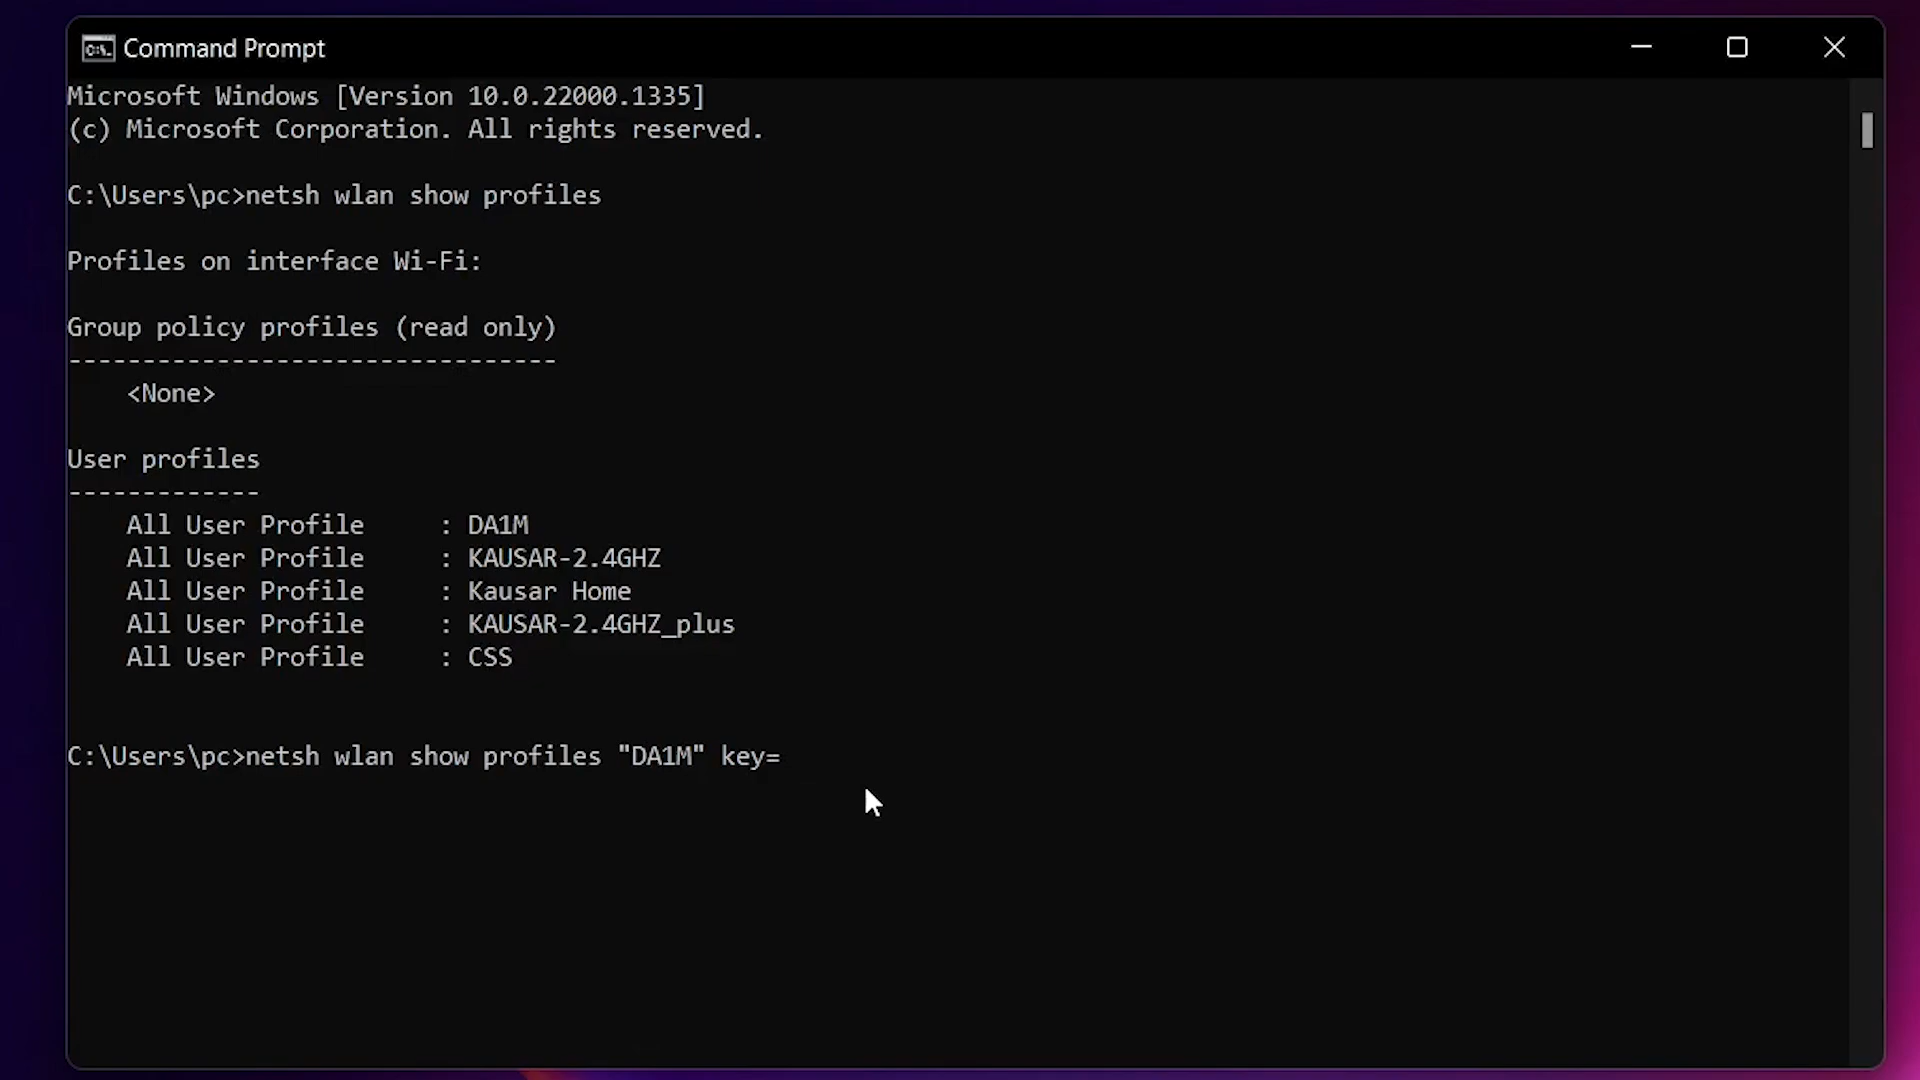 Command Prompt
Microsoft Windows [Version 10.0.22000.1335]
(c) Microsoft Corporation. All rights reserved.
C:\Users\pc>netsh wlan show profiles
Profiles on interface Wi-Fi:
Group policy profiles (read only)
---------------------------------
    <None>
User profiles
-------------
    All User Profile     : DA1M
    All User Profile     : KAUSAR-2.4GHZ
    All User Profile     : Kausar Home
    All User Profile     : KAUSAR-2.4GHZ_plus
    All User Profile     : CSS
C:\Users\pc>netsh wlan show profiles "DA1M" key=